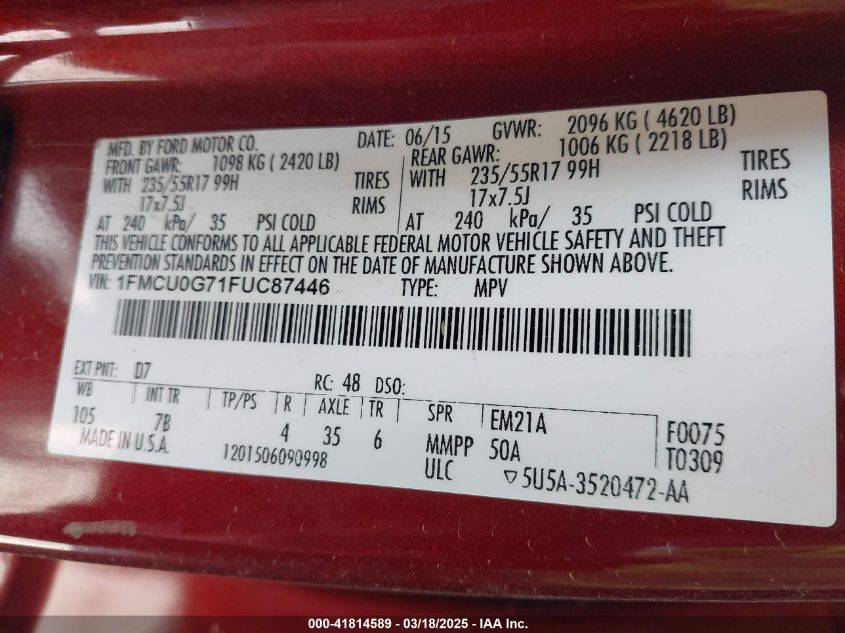 MFD. BY FORD MOTOR CO. DATE: 06/15 GVWR: 2096 KG ( 4620 LB)
FRONT GAWR: 1098 KG ( 2420 LB) REAR GAWR: 1006 KG ( 2218 LB)
WITH 235/55R17 99H TIRES WITH 235/55R17 99H TIRES
17x7.5J RIMS 17x7.5J RIMS
AT 240 kPa/ 35 PSI COLD AT 240 kPa/ 35 PSI COLD
THIS VEHICLE CONFORMS TO ALL APPLICABLE FEDERAL MOTOR VEHICLE SAFETY AND THEFT
PREVENTION STANDARDS IN EFFECT ON THE DATE OF MANUFACTURE SHOWN ABOVE.
VIN: 1FMCU0G71FUC87446 TYPE: MPV
EXT PNT: D7 RC: 48 DSO:
WB INT TR TP/PS R AXLE TR SPR EM21A F0075
105 7B 4 35 6 MMPP 50A T0309
MADE IN U.S.A. 1201506090998 ULC ▽5U5A-3520472-AA
000-41814589 - 03/18/2025 - IAA Inc.